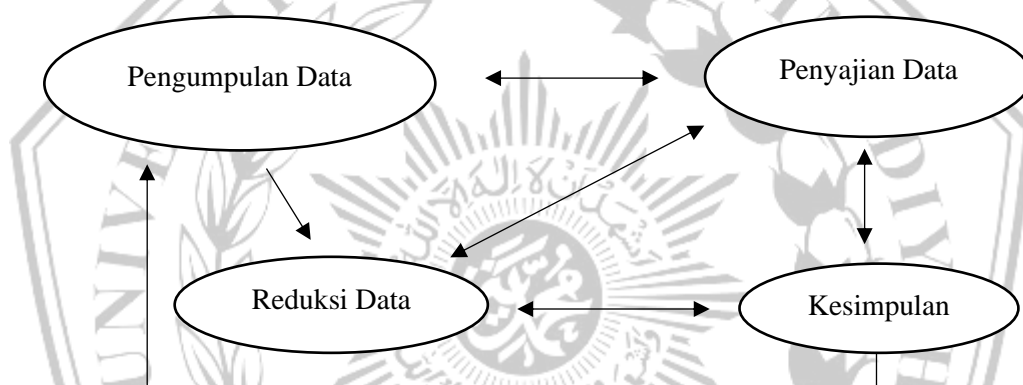 Pengumpulan Data
Penyajian Data
Reduksi Data
Kesimpulan